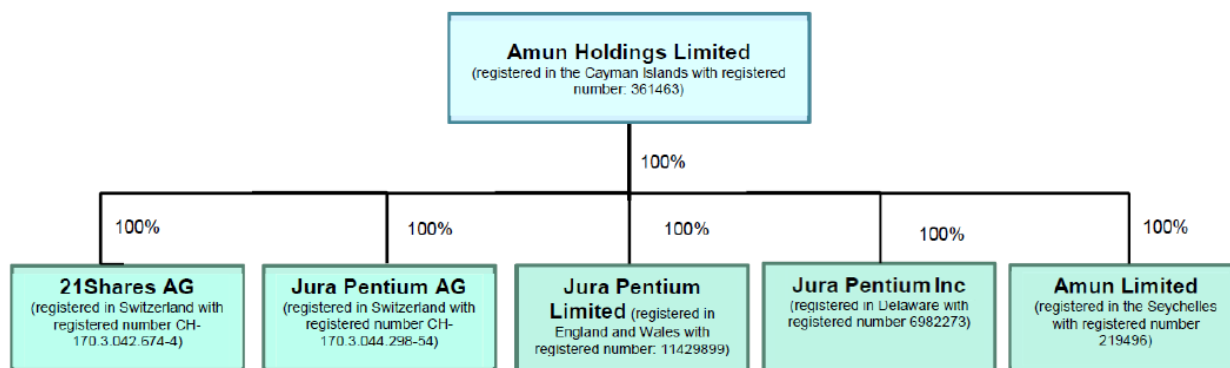 Amun Holdings Limited
(registered in the Cayman Islands with registered
number: 361463)
100%
100%
100%
100%
100%
100%
21Shares AG
(registered in Switzerland with
registered number CH-
170.3.042.674-4)
Jura Pentium AG
(registered in Switzerland with
registered number CH-
170.3.044.298-54)
Jura Pentium
Limited (registered in
England and Wales with
registered number: 11429899)
Jura Pentium Inc
(registered in Delaware with
registered number 6982273)
Amun Limited
(registered in the Seychelles
with registered number
219496)